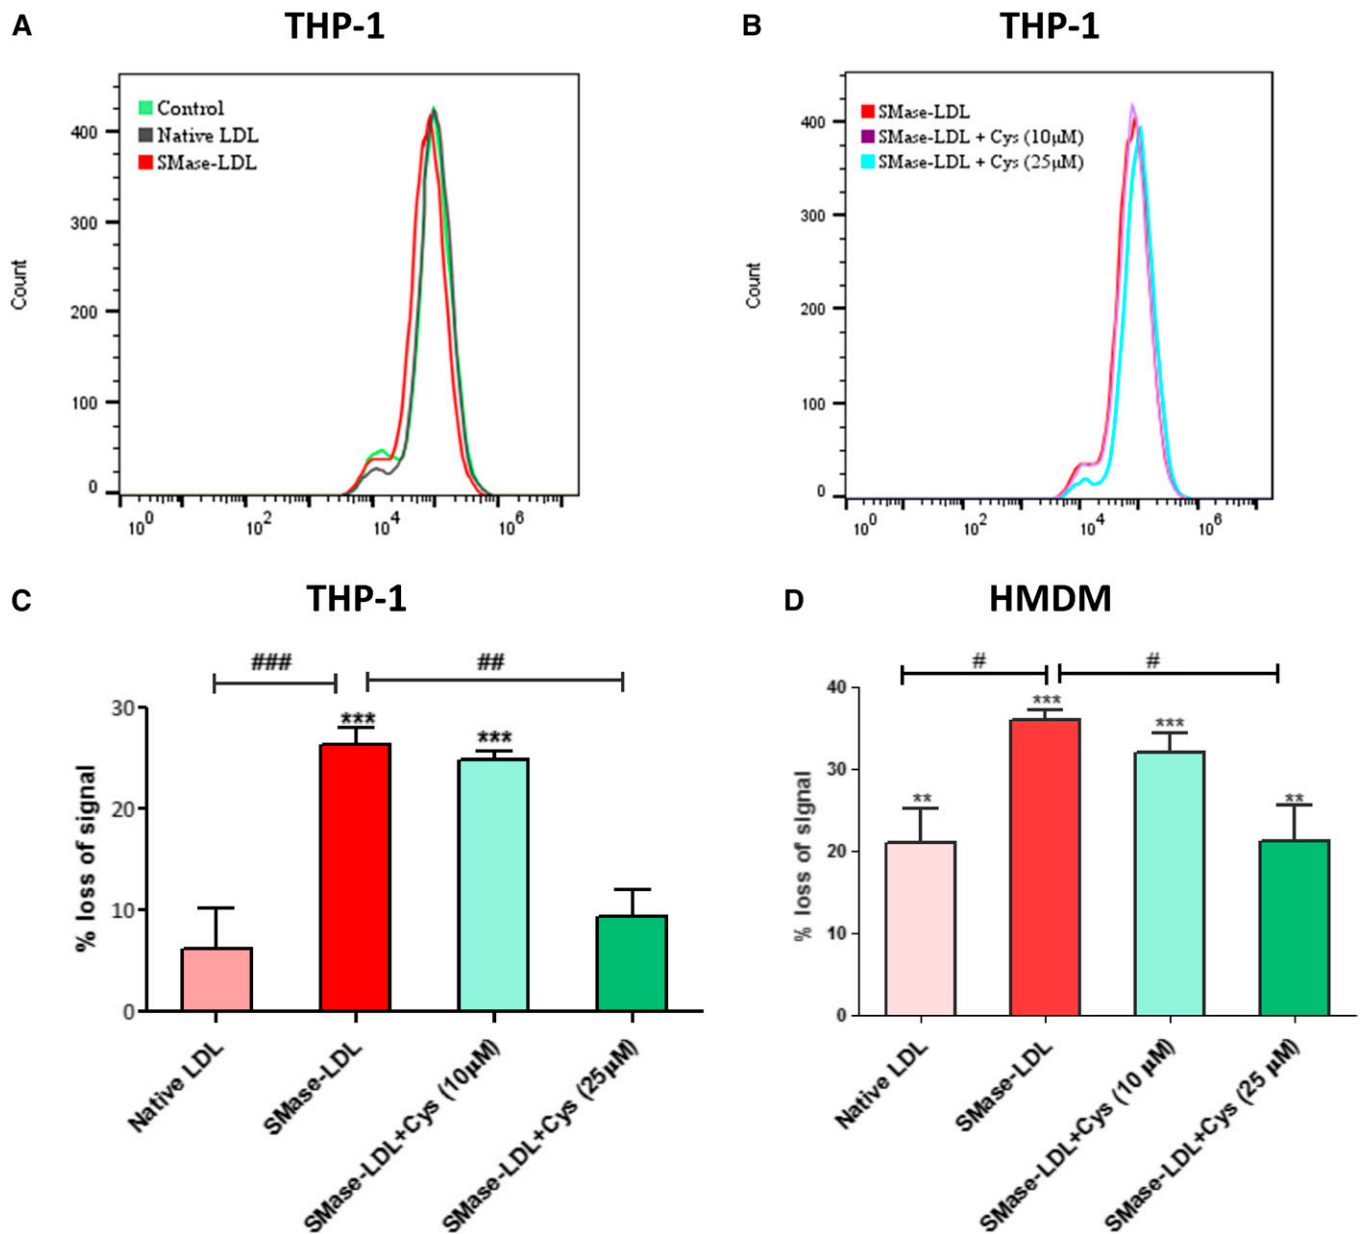 A
THP-1
Control
Native LDL
SMase-LDL
400
300
200
100
0
Count
10^0
10^2
10^4
10^6
B
THP-1
SMase-LDL
SMase-LDL + Cys (10μM)
SMase-LDL + Cys (25μM)
400
300
200
100
0
Count
10^0
10^2
10^4
10^6
C
THP-1
###
##
***
***
30
20
10
0
% loss of signal
Native LDL
SMase-LDL
SMase-LDL+Cys (10μM)
SMase-LDL+Cys (25μM)
D
HMDM
#
#
**
***
***
**
40
30
20
10
0
% loss of signal
Native LDL
SMase-LDL
SMase-LDL+Cys (10 μM)
SMase-LDL+Cys (25 μM)